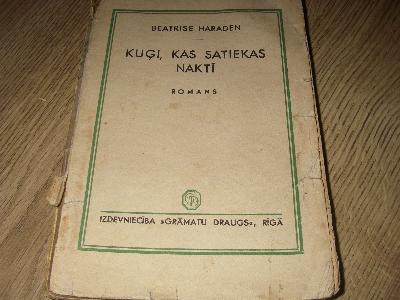 BEATRISE HARADEN
KUĢI, KAS SATIEKAS
NAKTĪ
ROMANS
IZDEVNIECĪBA »GRĀMATU DRAUGS«, RĪGĀ